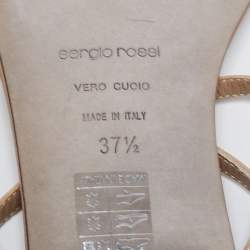 sergio rossi
VERO CUOIO
MADE IN ITALY
37½